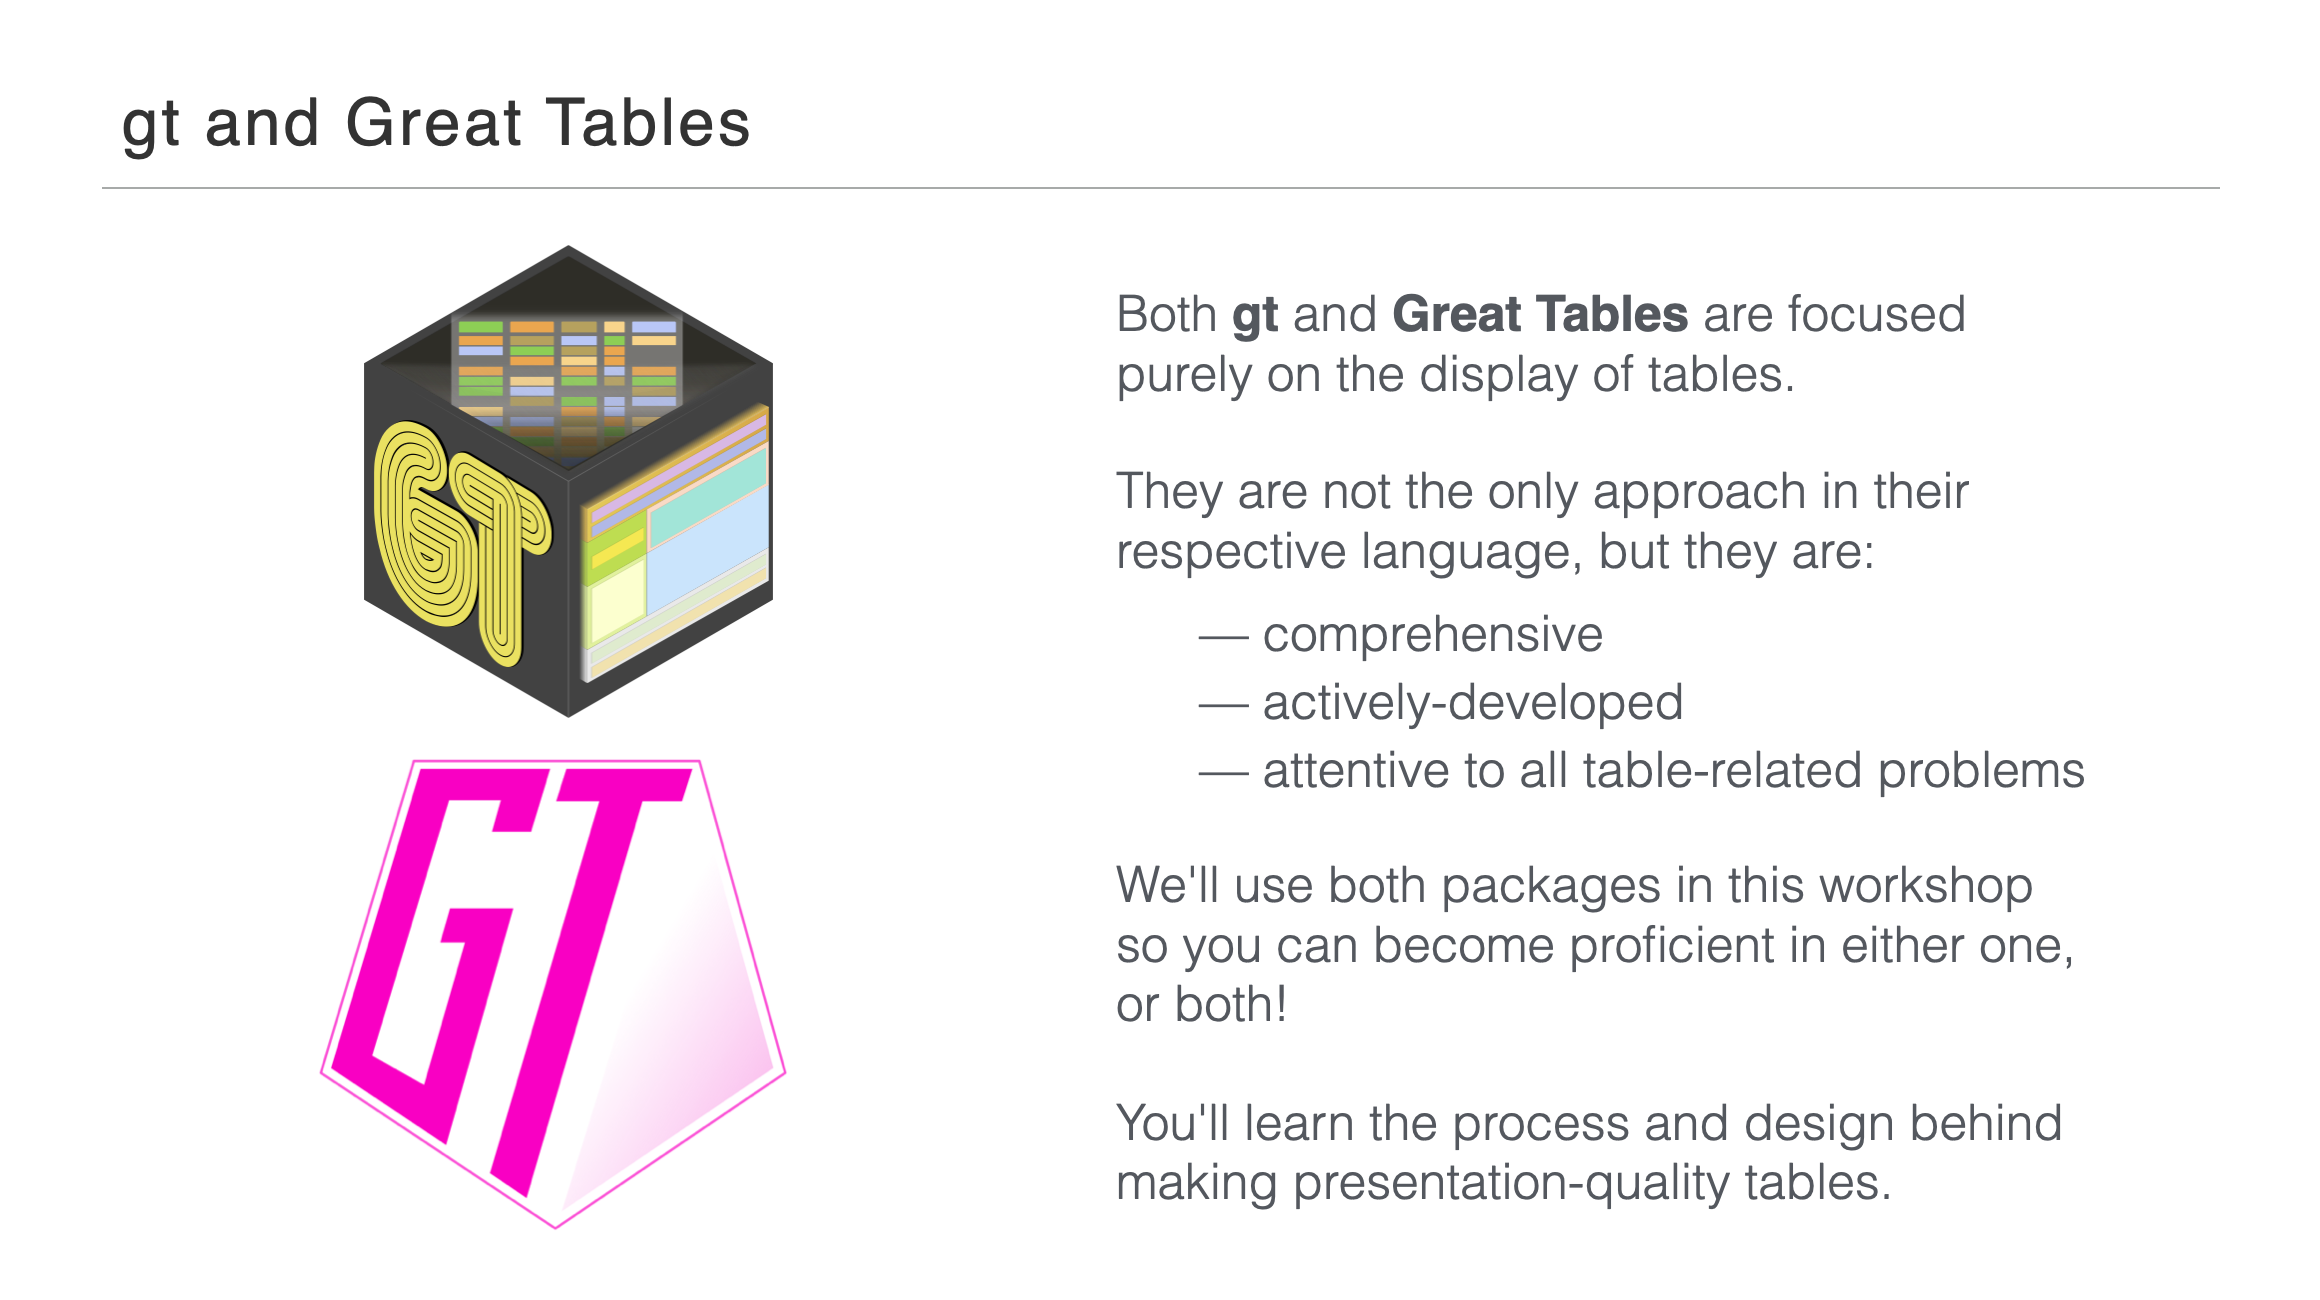 gt and Great Tables
GT
GT
Both gt and Great Tables are focused
purely on the display of tables.
They are not the only approach in their
respective language, but they are:
— comprehensive
— actively-developed
— attentive to all table-related problems
We'll use both packages in this workshop
so you can become proficient in either one,
or both!
You'll learn the process and design behind
making presentation-quality tables.